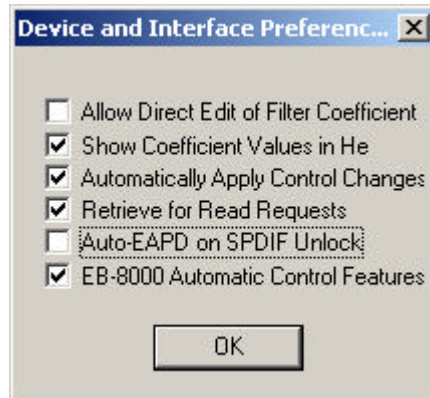 Device and Interface Preferenc...
Allow Direct Edit of Filter Coefficient
Show Coefficient Values in He
Automatically Apply Control Changes
Retrieve for Read Requests
Auto-EAPD on SPDIF Unlock
EB-8000 Automatic Control Features
OK